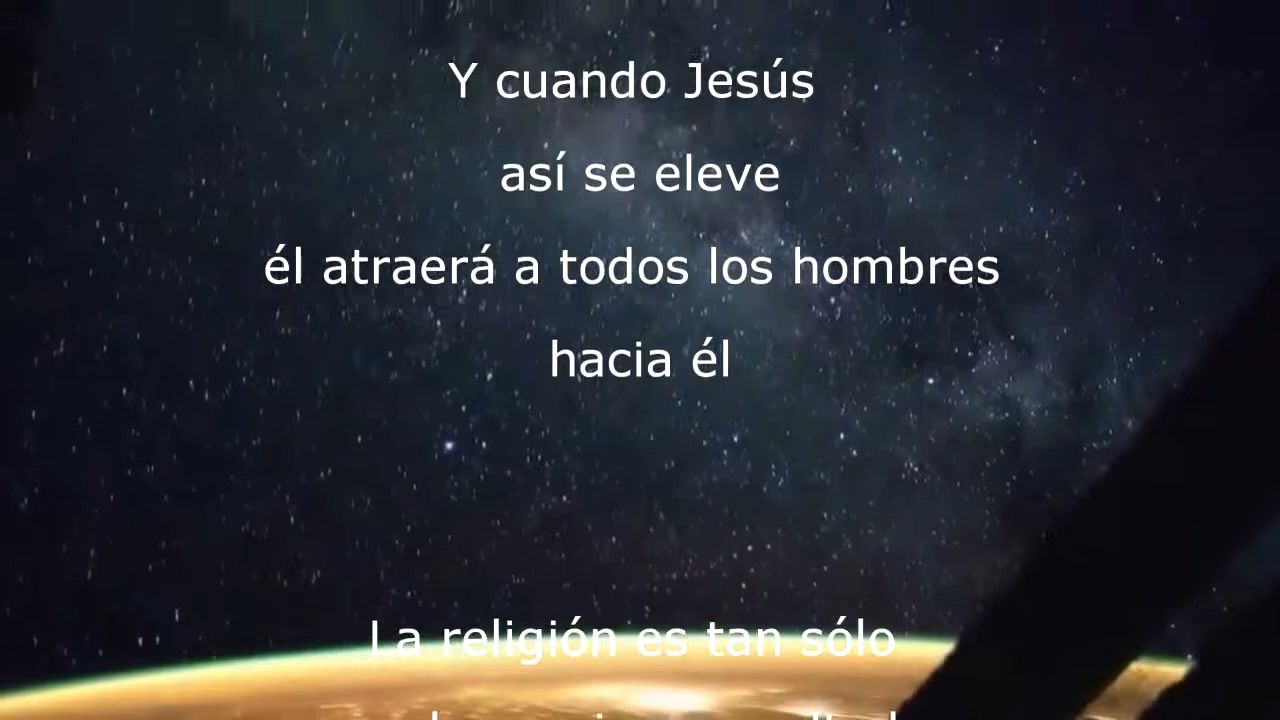 Y cuando Jesús
así se eleve
él atraerá a todos los hombres
hacia él
La religión es tan sólo